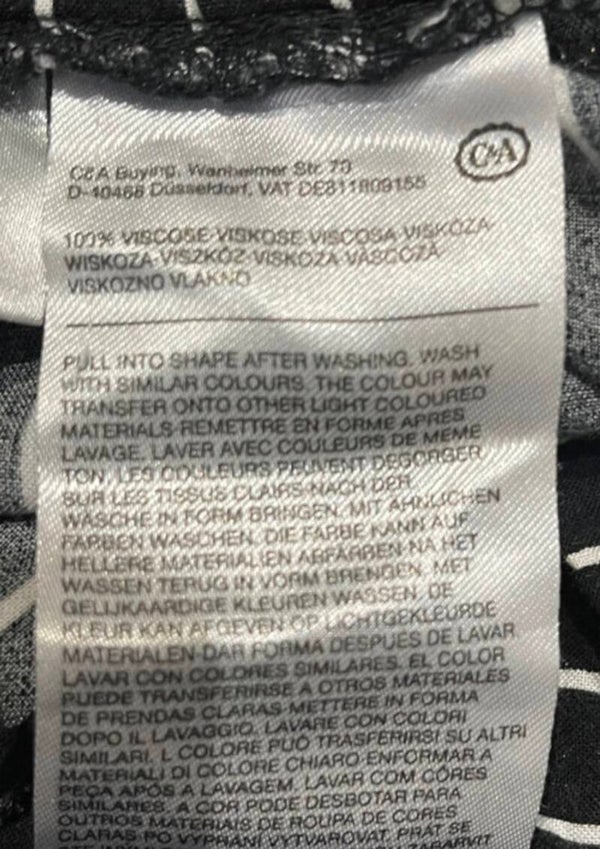 C&A
C&A Buying, Wanheimer Str. 70
D-40468 Düsseldorf, VAT DE811809155
100% VISCOSE-VISKOSE-VISCOSA-VISKÓZA-
WISKOZA-VISZKÓZ-VISKOZA-VÂSCOZĂ-
VISKOZNO VLAKNO
PULL INTO SHAPE AFTER WASHING. WASH
WITH SIMILAR COLOURS. THE COLOUR MAY
TRANSFER ONTO OTHER LIGHT COLOURED
MATERIALS-REMETTRE EN FORME APRES
LAVAGE. LAVER AVEC COULEURS DE MEME
TON. LES COULEURS PEUVENT DEGORGER
SUR LES TISSUS CLAIRS-NACH DER
WÄSCHE IN FORM BRINGEN. MIT ÄHNLICHEN
FARBEN WASCHEN. DIE FARBE KANN AUF
HELLERE MATERIALIEN ABFÄRBEN-NA HET
WASSEN TERUG IN VORM BRENGEN. MET
GELIJKAARDIGE KLEUREN WASSEN. DE
KLEUR KAN AFGEVEN OP LICHTGEKLEURDE
MATERIALEN-DAR FORMA DESPUES DE LAVAR.
LAVAR CON COLORES SIMILARES. EL COLOR
PUEDE TRANSFERIRSE A OTROS MATERIALES
DE PRENDAS CLARAS-METTERE IN FORMA
DOPO IL LAVAGGIO. LAVARE CON COLORI
SIMILARI. L COLORE PUÒ TRASFERIRSI SU ALTRI
MATERIALI DI COLORE CHIARO-ENFORMAR A
PEÇA APÓS A LAVAGEM. LAVAR COM CÔRES
SIMILARES. A COR PODE DESBOTAR PARA
OUTROS MATERIAIS DE ROUPA DE CORES
CLARAS-PO VYPRÁNÍ VYTVAROVAT. PRÁT SE